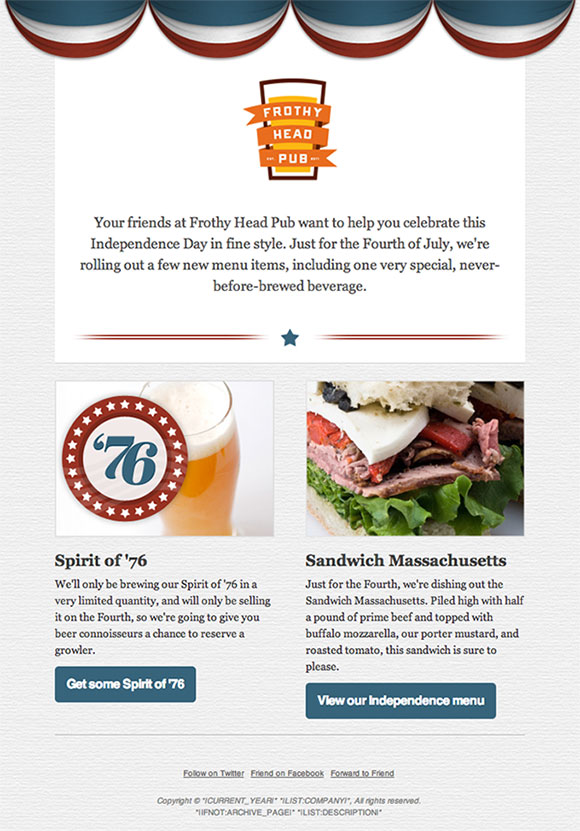 FROTHY
HEAD
PUB
Your friends at Frothy Head Pub want to help you celebrate this
Independence Day in fine style. Just for the Fourth of July, we're
rolling out a few new menu items, including one very special, never-
before-brewed beverage.
‘76
Spirit of '76
We'll only be brewing our Spirit of '76 in a
very limited quantity, and will only be selling
it on the Fourth, so we're going to give you
beer connoisseurs a chance to reserve a
growler.
Get some Spirit of '76
Sandwich Massachusetts
Just for the Fourth, we're dishing out the
Sandwich Massachusetts. Piled high with half
a pound of prime beef and topped with
buffalo mozzarella, our porter mustard, and
roasted tomato, this sandwich is sure to
please.
View our Independence menu
Follow on Twitter Friend on Facebook Forward to Friend
Copyright © *|CURRENT_YEAR|* *|LIST:COMPANY|*, All rights reserved.
*|IFNOT:ARCHIVE_PAGE|* *|LIST:DESCRIPTION|*